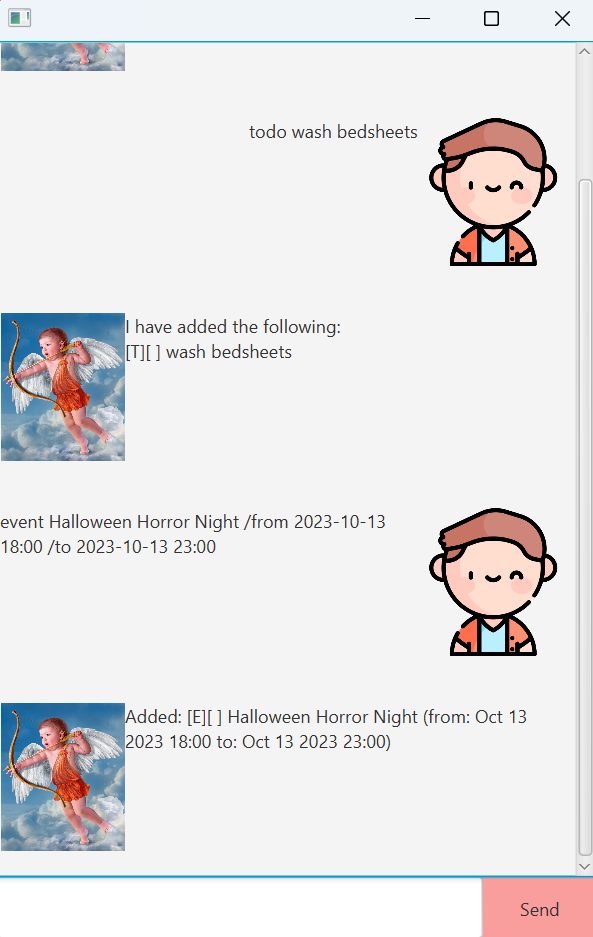 todo wash bedsheets
I have added the following:
[T][ ] wash bedsheets
event Halloween Horror Night /from 2023-10-13
18:00 /to 2023-10-13 23:00
Added: [E][ ] Halloween Horror Night (from: Oct 13
2023 18:00 to: Oct 13 2023 23:00)
Send